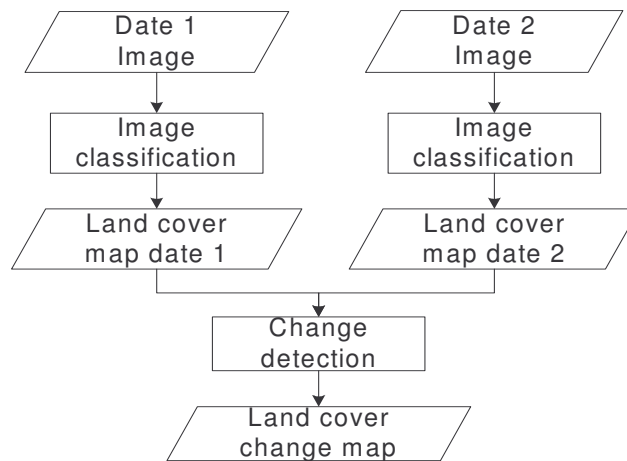 Date 1
Image
Date 2
Image
Image
classification
Image
classification
Land cover
map date 1
Land cover
map date 2
Change
detection
Land cover
change map